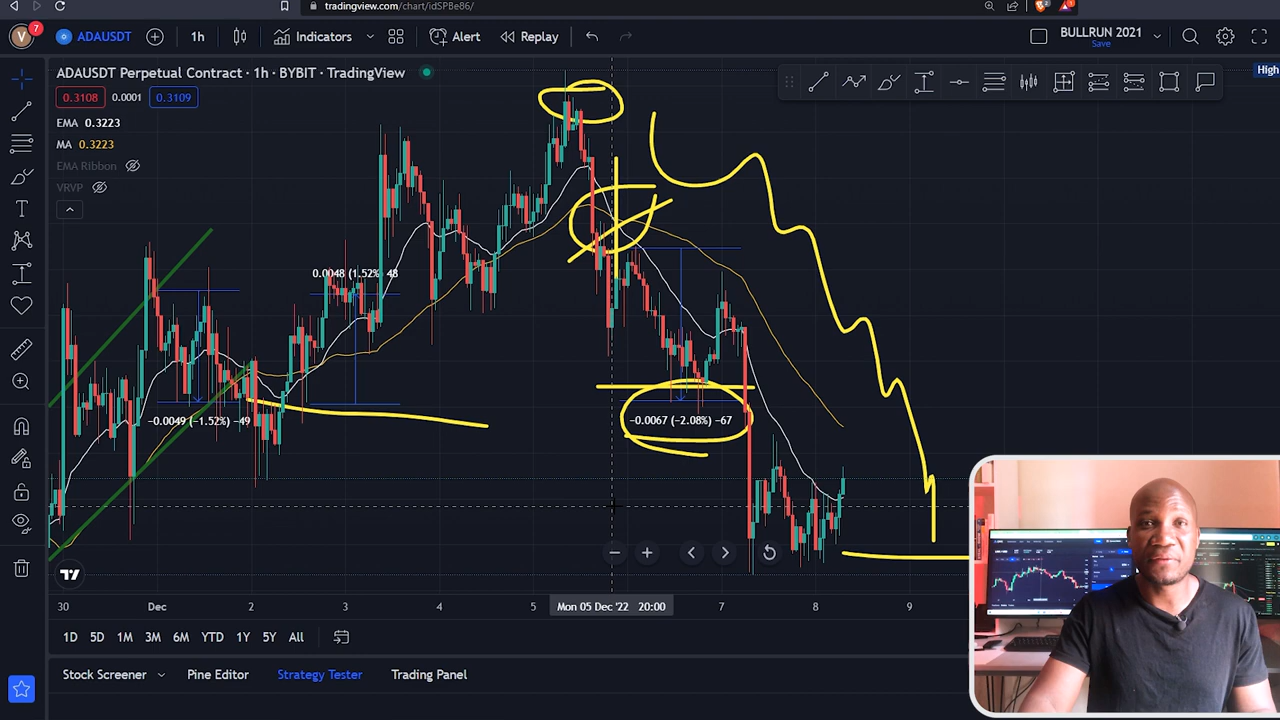 tradingview.com/chart/idSPBe86/
V 7 ADAUSDT 1h Indicators Alert Replay BULLRUN 2021
Save
ADAUSDT Perpetual Contract · 1h · BYBIT · TradingView
High
0.3108 0.0001 0.3109
EMA 0.3223
MA 0.3223
EMA Ribbon
VRVP
0.0048 (1.52%) 48
-0.0049 (-1.52%) -49
-0.0067 (-2.08%) -67
30 Dec 2 3 4 5 Mon 05 Dec '22 20:00 7 8 9
1D 5D 1M 3M 6M YTD 1Y 5Y All
Stock Screener Pine Editor Strategy Tester Trading Panel